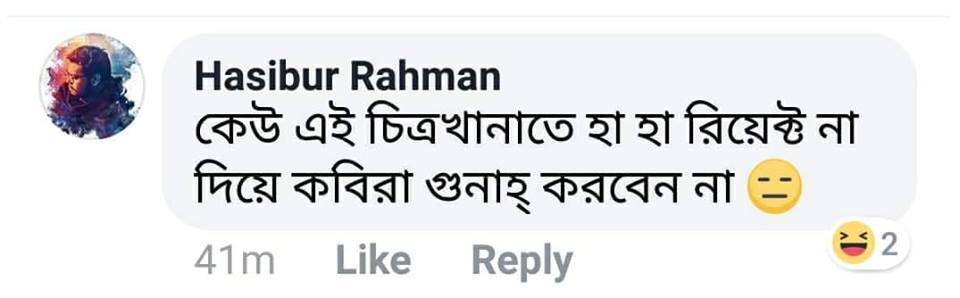 Hasibur Rahman
কেউ এই চিত্রখানাতে হা হা রিয়েক্ট না
দিয়ে কবিরা গুনাহ্ করবেন না 😑
41m Like Reply 2